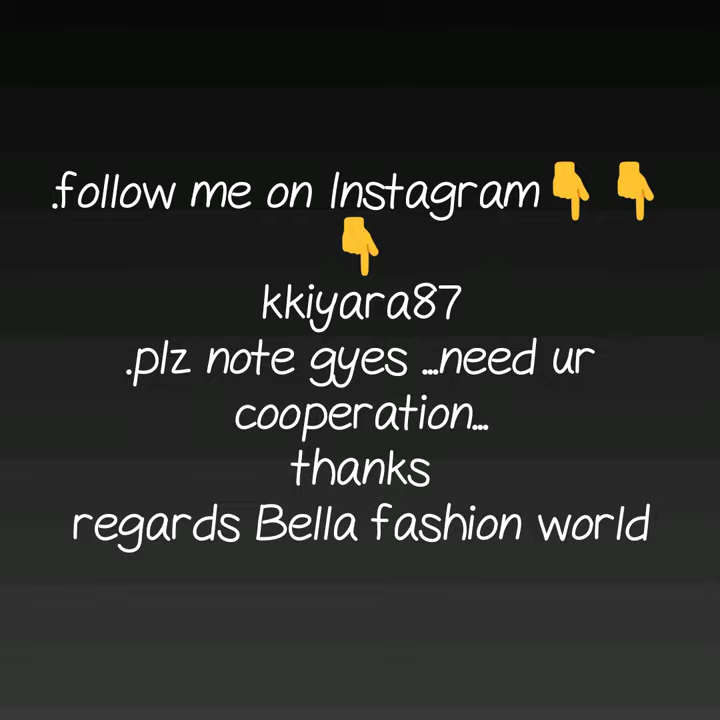 .follow me on Instagram👇 👇
👇
kkiyara87
.plz note gyes ...need ur
cooperation...
thanks
regards Bella fashion world